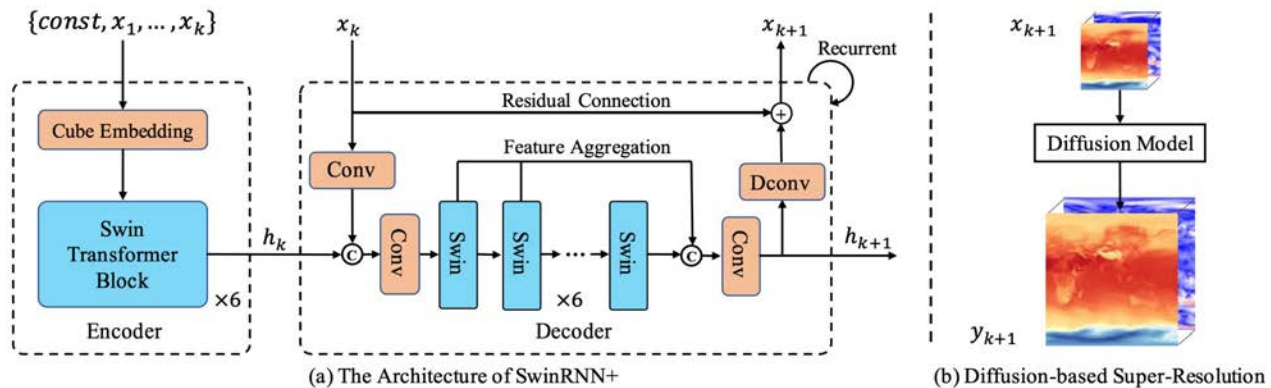 {const, x₁, …, xₖ}
Cube Embedding
Swin
Transformer
Block
×6
Encoder
hₖ
xₖ
xₖ₊₁
Recurrent
Residual Connection
Conv
Feature Aggregation
Dconv
C
Conv
Swin
Swin
...
Swin
×6
C
Conv
hₖ₊₁
Decoder
(a) The Architecture of SwinRNN+
xₖ₊₁
Diffusion Model
yₖ₊₁
(b) Diffusion-based Super-Resolution